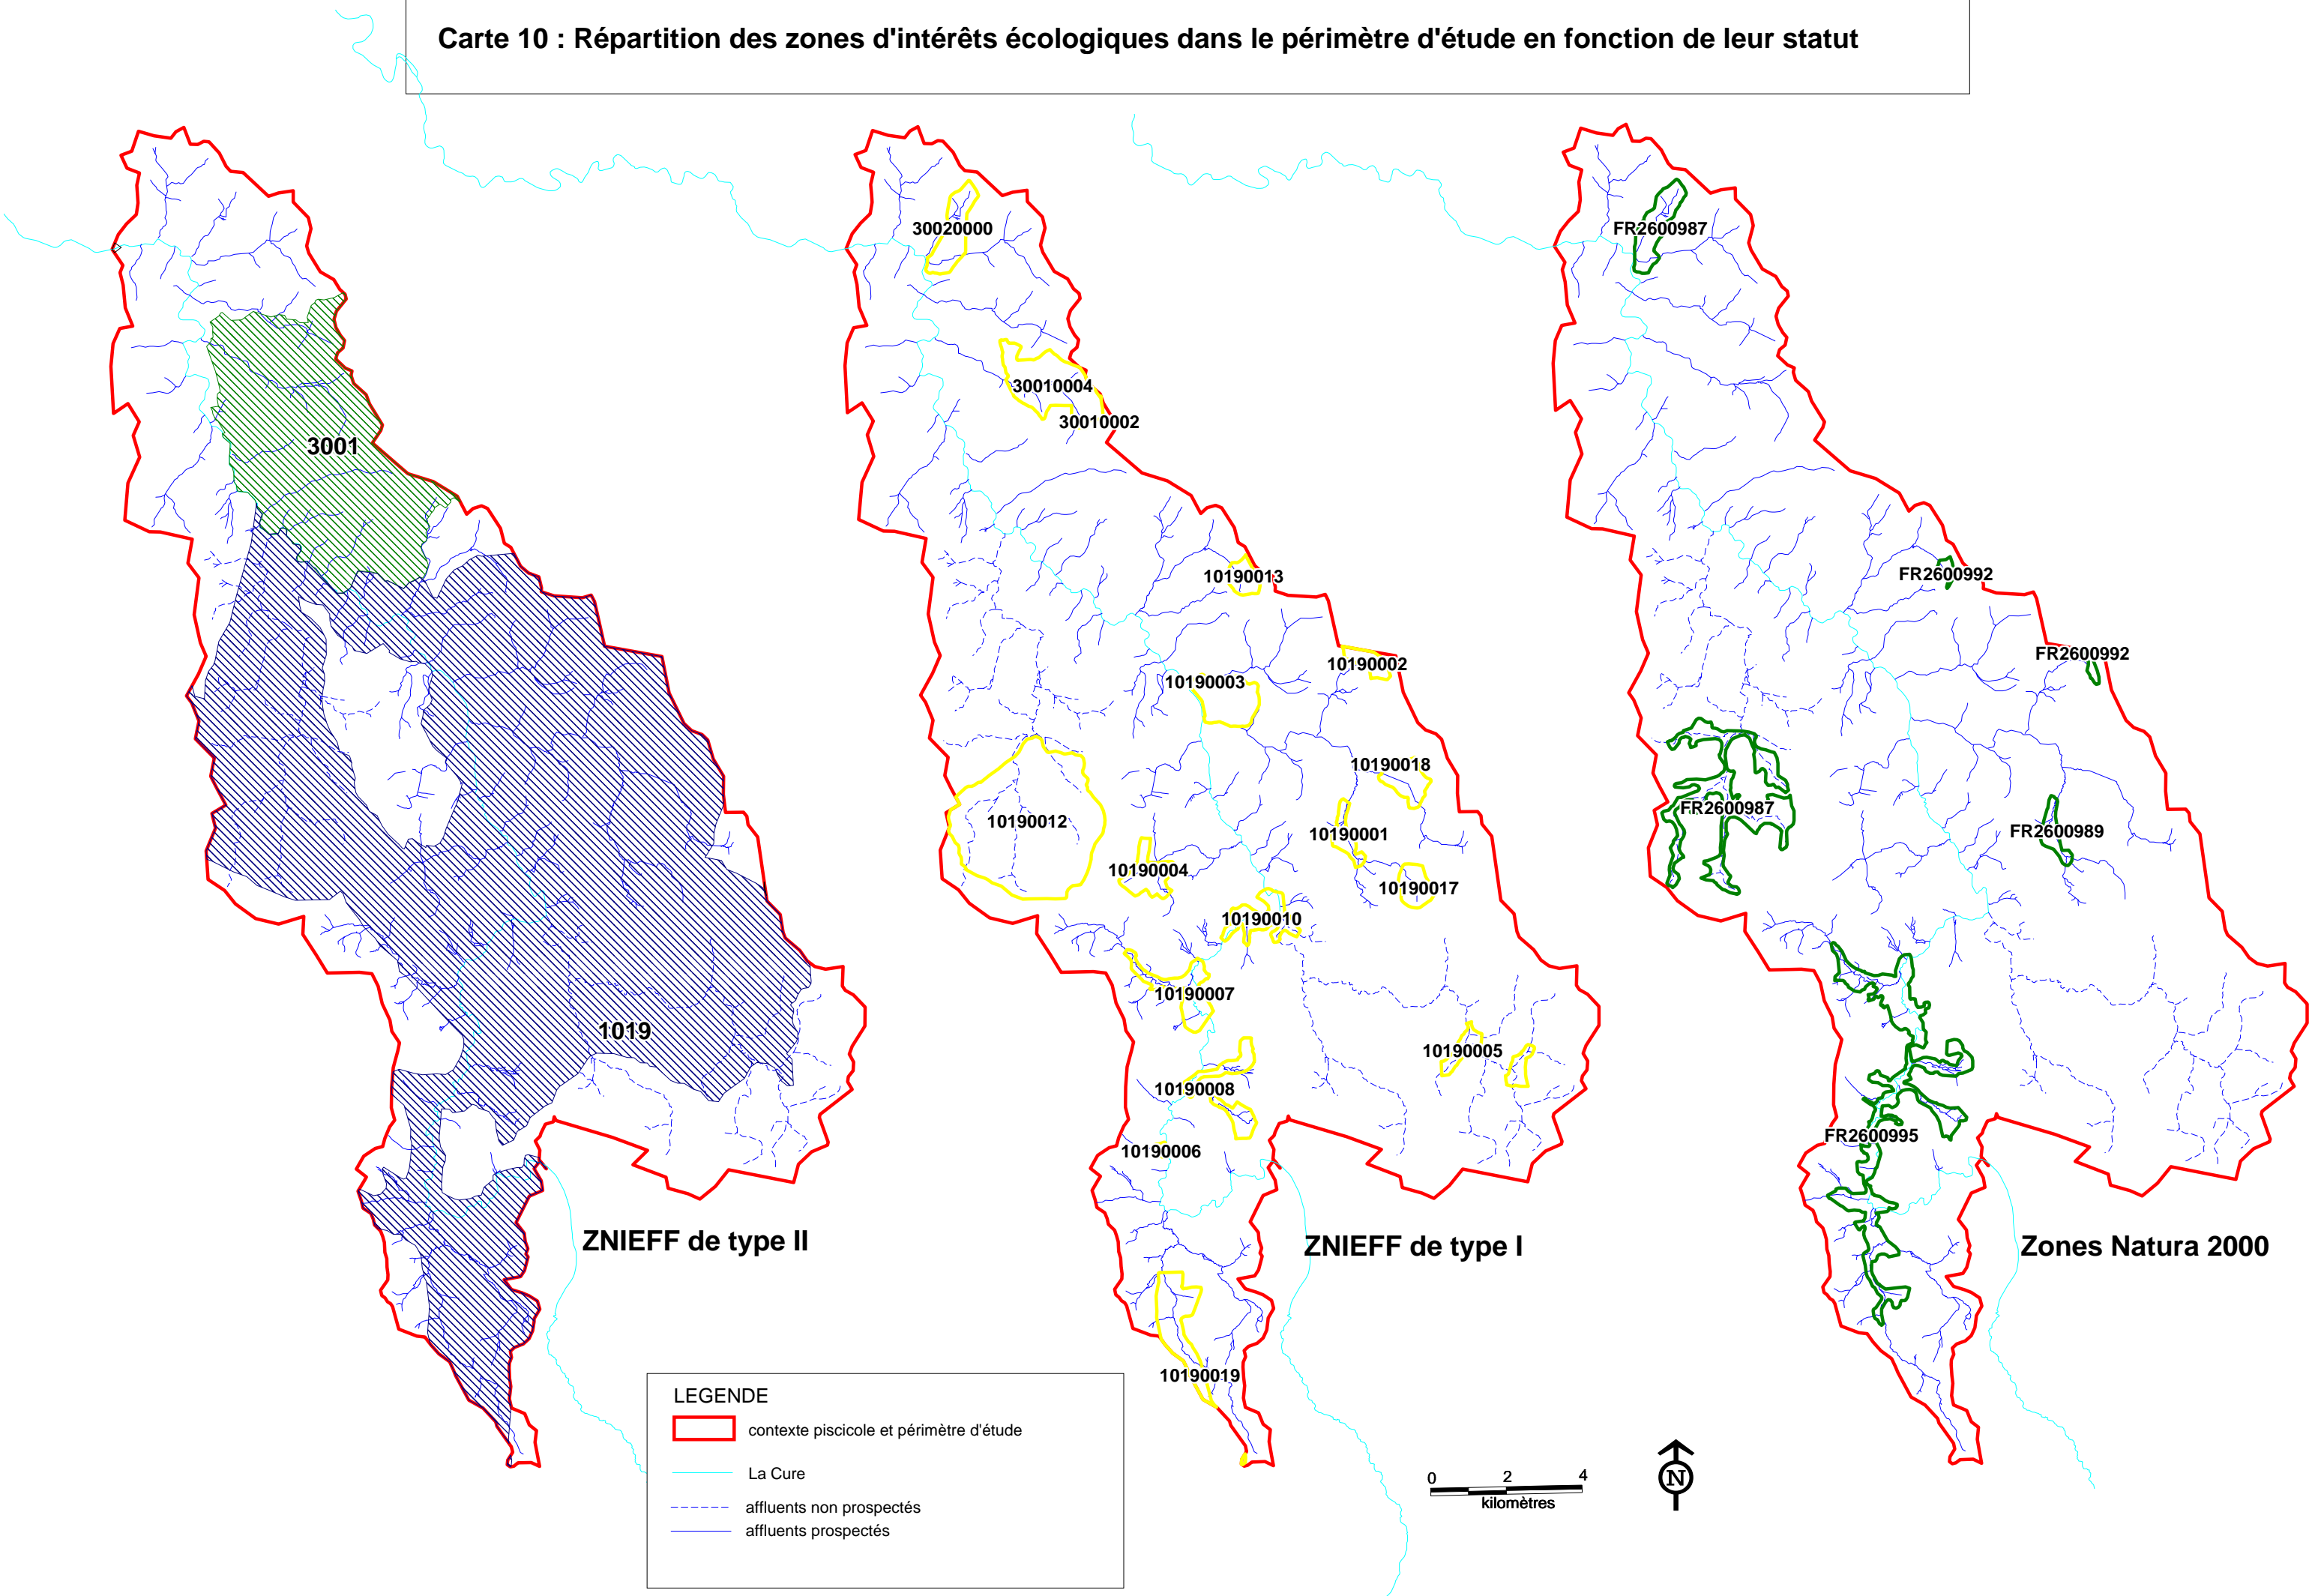 Carte 10 : Répartition des zones d'intérêts écologiques dans le périmètre d'étude en fonction de leur statut
3001
1019
ZNIEFF de type II
30020000
30010004
30010002
10190013
10190002
10190003
10190018
10190012
10190001
10190004
10190017
10190010
10190007
10190005
10190008
10190006
ZNIEFF de type I
10190019
FR2600987
FR2600992
FR2600992
FR2600987
FR2600989
FR2600995
Zones Natura 2000
LEGENDE
contexte piscicole et périmètre d'étude
La Cure
affluents non prospectés
affluents prospectés
0 2 4
kilomètres
N